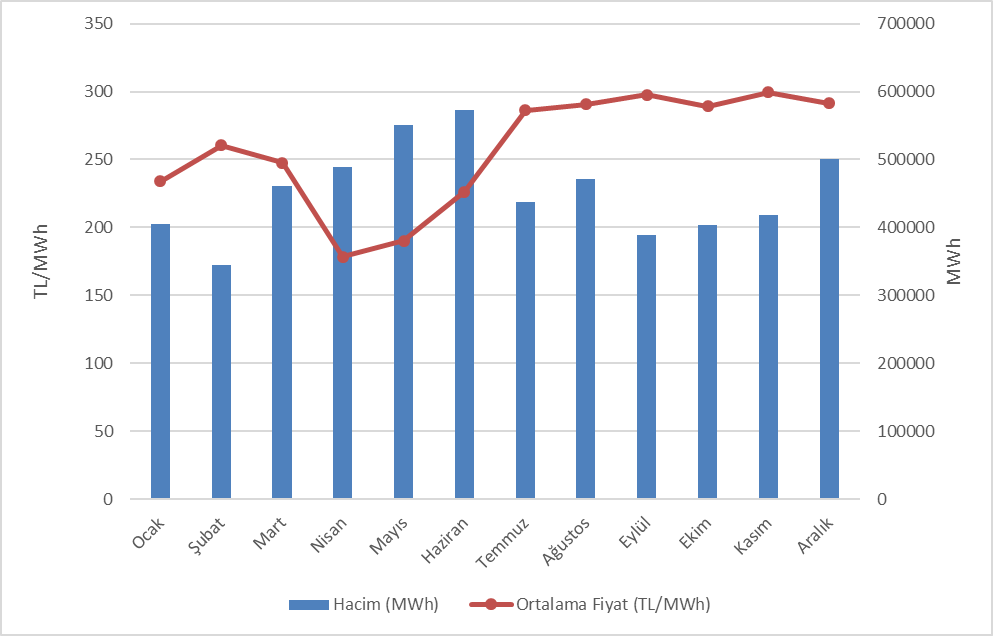 350
300
250
200
150
100
50
0
TL/MWh
700000
600000
500000
400000
300000
200000
100000
0
MWh
Ocak
Şubat
Mart
Nisan
Mayıs
Haziran
Temmuz
Ağustos
Eylül
Ekim
Kasım
Aralık
Hacim (MWh)
Ortalama Fiyat (TL/MWh)